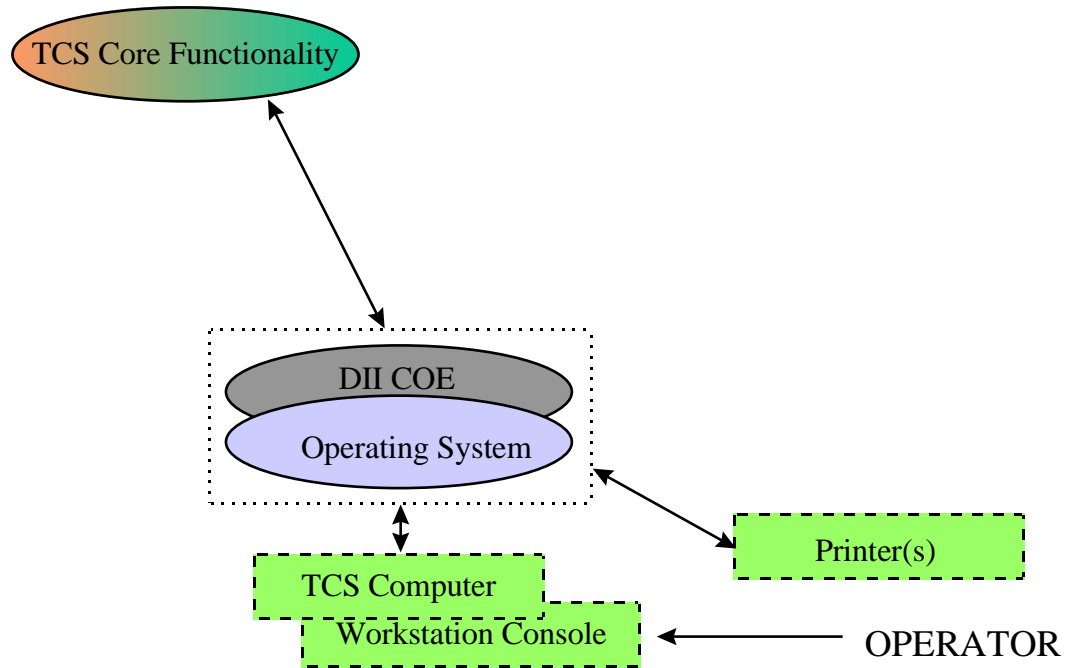 TCS Core Functionality
DII COE
Operating System
Printer(s)
TCS Computer
Workstation Console
OPERATOR